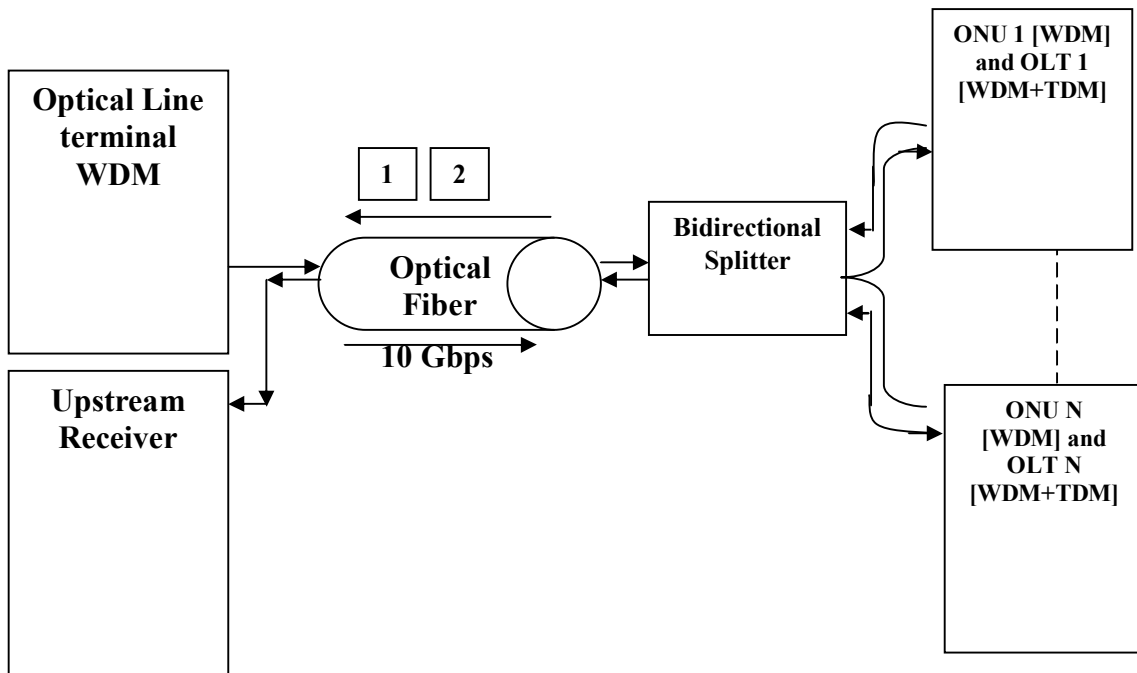 Optical Line
terminal
WDM
Upstream
Receiver
1 2
Optical
Fiber
10 Gbps
Bidirectional
Splitter
ONU 1 [WDM]
and OLT 1
[WDM+TDM]
ONU N
[WDM] and
OLT N
[WDM+TDM]